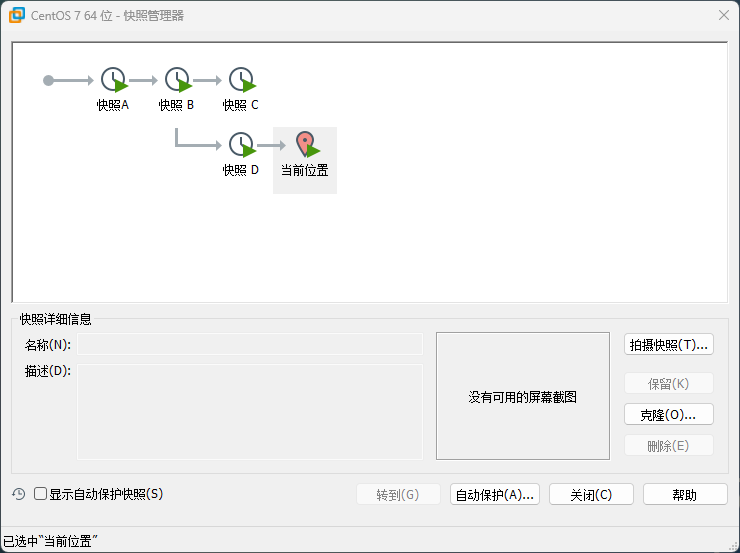 CentOS 7 64 位 - 快照管理器
快照A
快照 B
快照 C
快照 D
当前位置
快照详细信息
名称(N):
描述(D):
没有可用的屏幕截图
拍摄快照(T)...
保留(K)
克隆(O)...
删除(E)
显示自动保护快照(S)
转到(G)
自动保护(A)...
关闭(C)
帮助
已选中“当前位置”